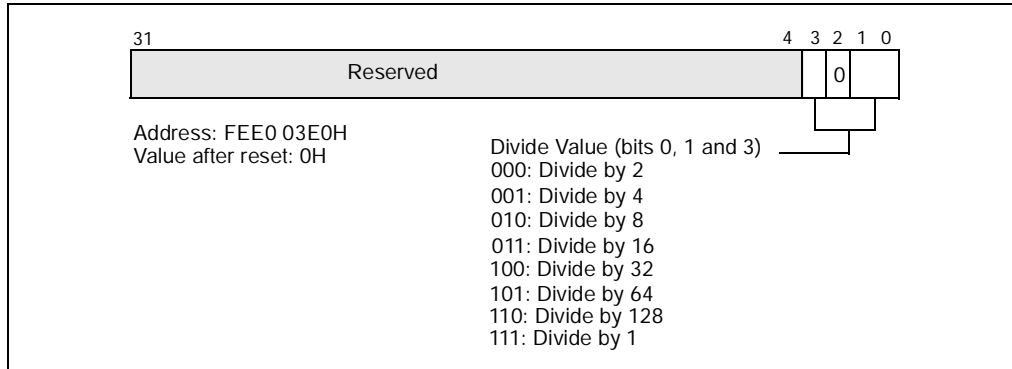 31 4 3 2 1 0
Reserved 0
Address: FEE0 03E0H
Value after reset: 0H
Divide Value (bits 0, 1 and 3)
000: Divide by 2
001: Divide by 4
010: Divide by 8
011: Divide by 16
100: Divide by 32
101: Divide by 64
110: Divide by 128
111: Divide by 1